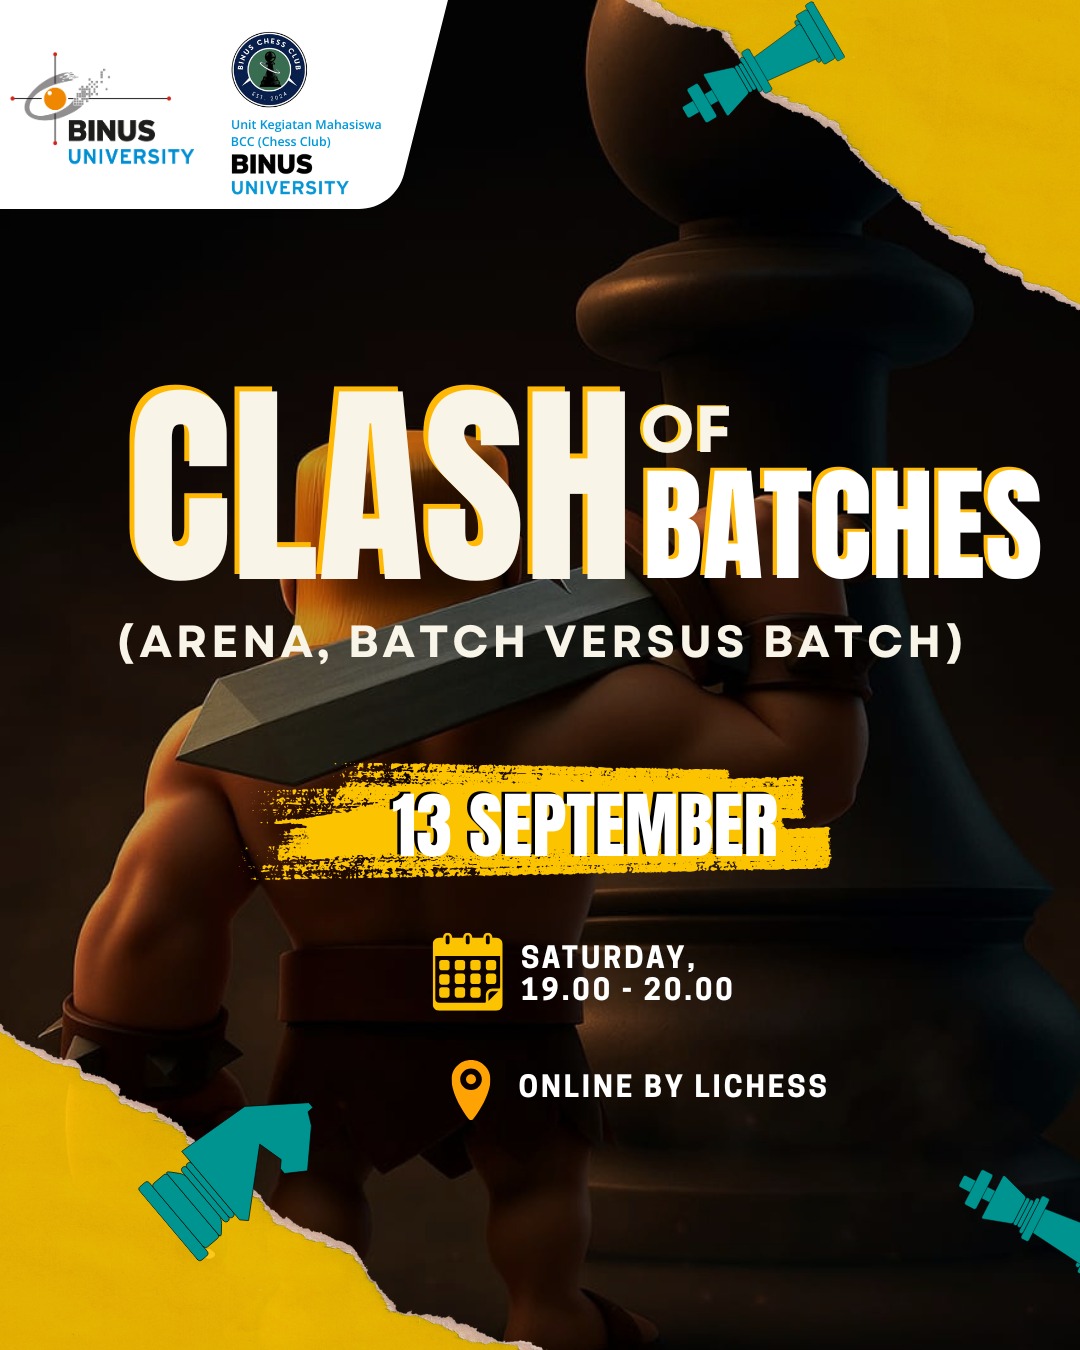 BINUS
UNIVERSITY
BINUS CHESS CLUB
EST. 2024
Unit Kegiatan Mahasiswa
BCC (Chess Club)
BINUS
UNIVERSITY
CLASH OF
BATCHES
(ARENA, BATCH VERSUS BATCH)
13 SEPTEMBER
SATURDAY,
19.00 - 20.00
ONLINE BY LICHESS